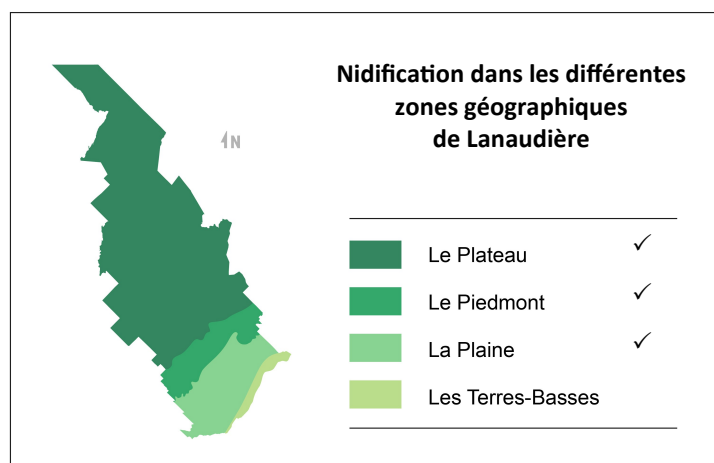 Nidification dans les différentes
zones géographiques
de Lanaudière
N
Le Plateau ✓
Le Piedmont ✓
La Plaine ✓
Les Terres-Basses